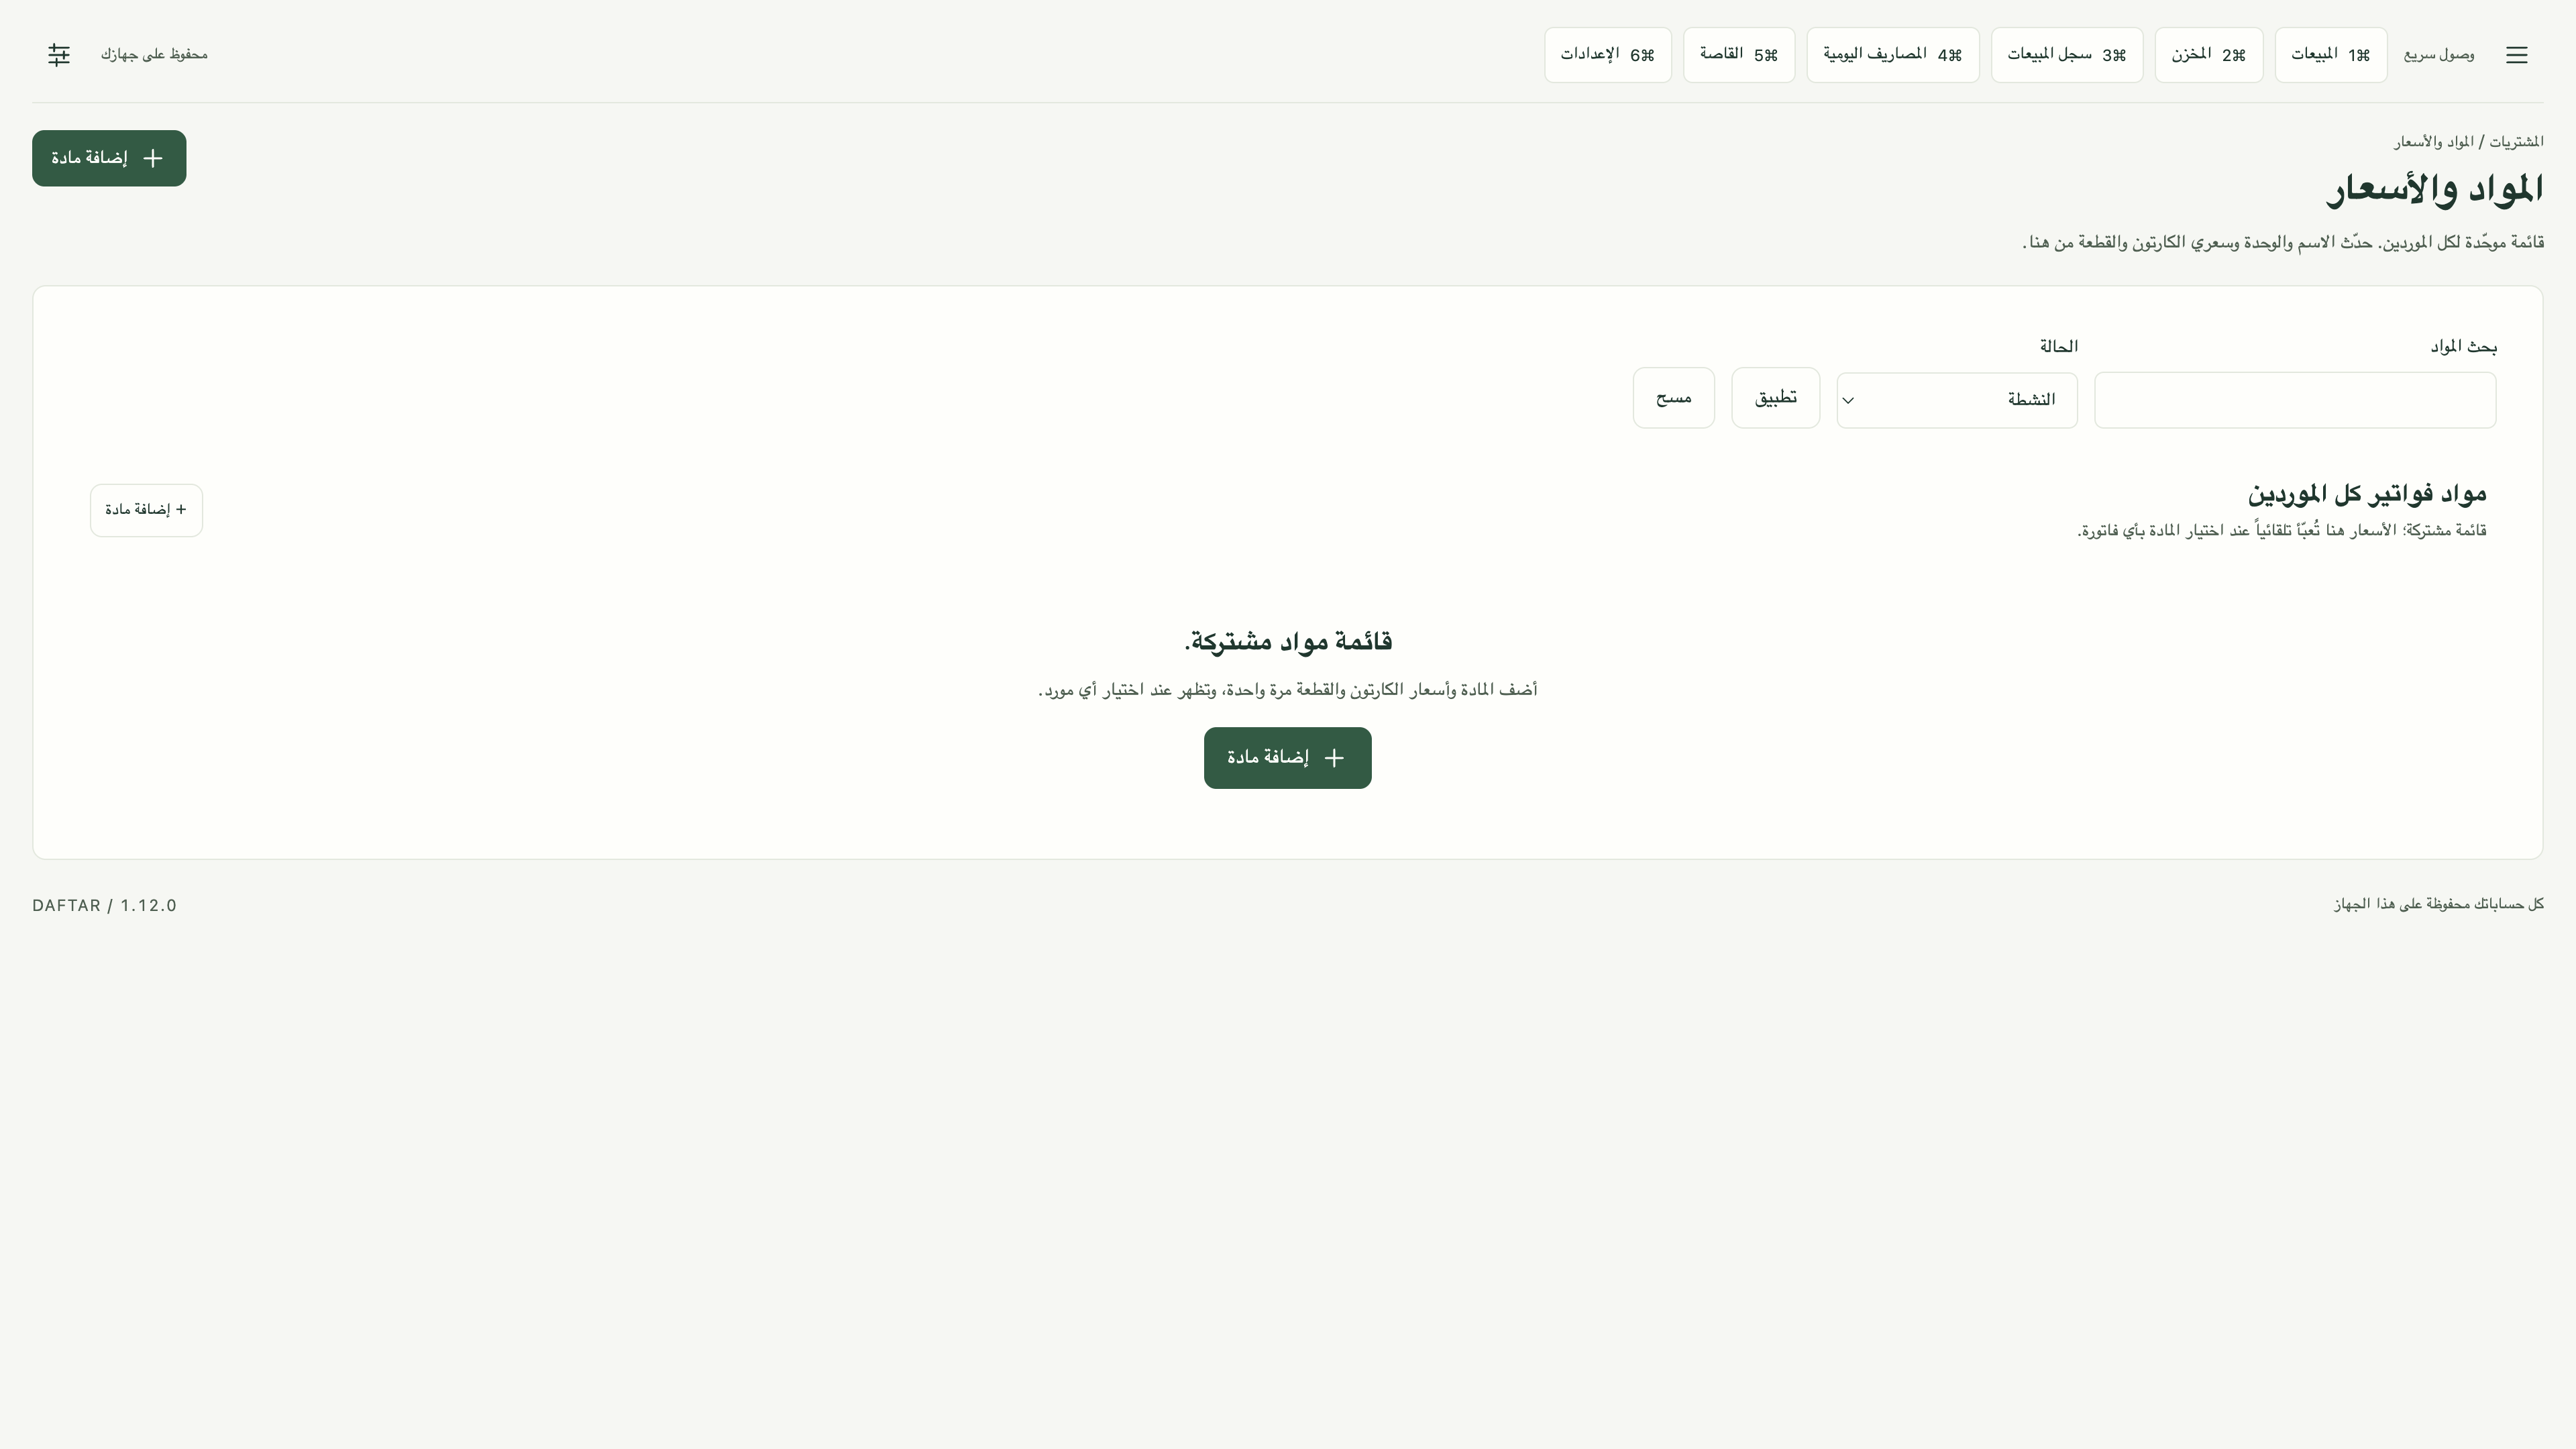 وصول سريع
⌘1 المبيعات
⌘2 المخزن
⌘3 سجل المبيعات
⌘4 المصاريف اليومية
⌘5 القاصة
⌘6 الإعدادات
محفوظ على جهازك
المشتريات / المواد والأسعار
المواد والأسعار
قائمة موحّدة لكل الموردين. حدّث الاسم والوحدة وسعري الكارتون والقطعة من هنا.
+ إضافة مادة
بحث المواد
الحالة
النشطة
تطبيق
مسح
مواد فواتير كل الموردين
قائمة مشتركة؛ الأسعار هنا تُعبّأ تلقائياً عند اختيار المادة بأي فاتورة.
+ إضافة مادة
قائمة مواد مشتركة.
أضف المادة وأسعار الكارتون والقطعة مرة واحدة، وتظهر عند اختيار أي مورد.
+ إضافة مادة
كل حساباتك محفوظة على هذا الجهاز
DAFTAR / 1.12.0